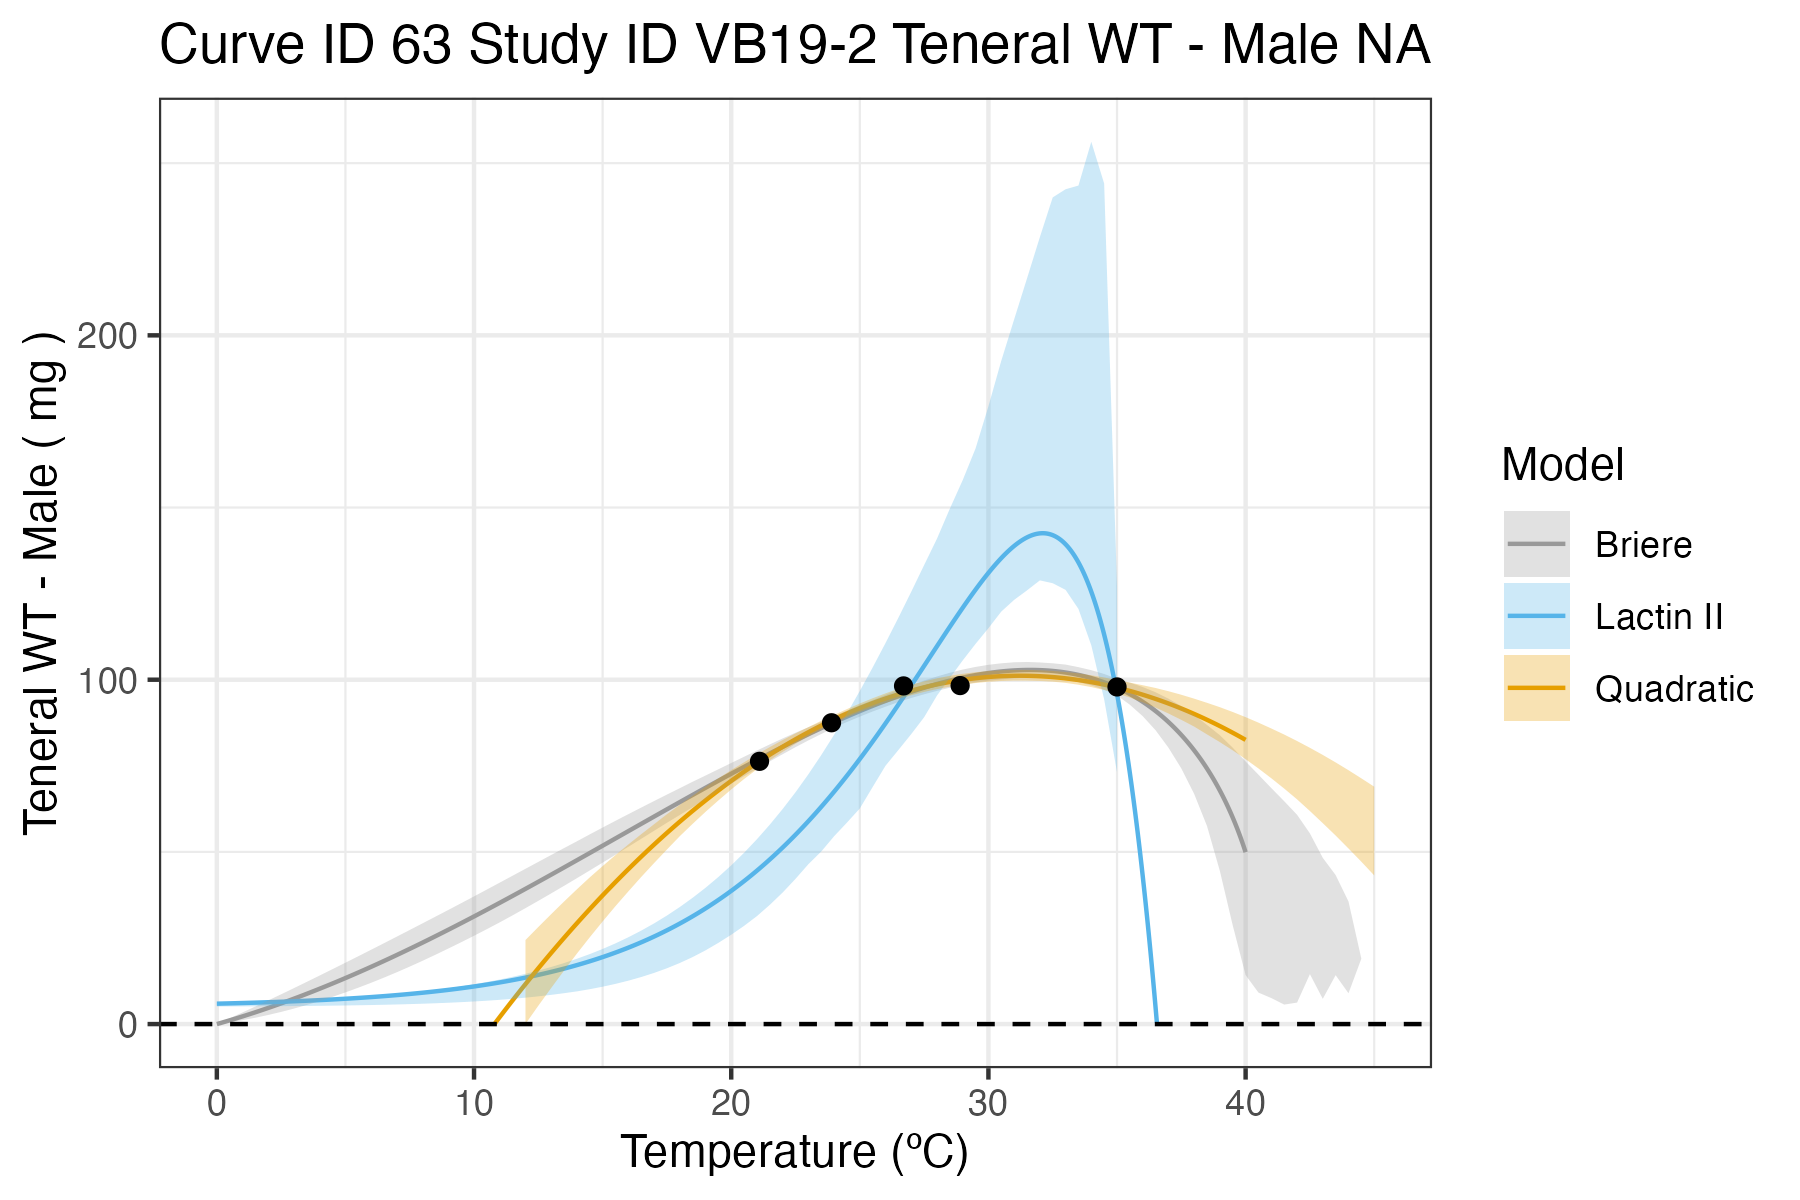 Curve ID 63 Study ID VB19-2 Teneral WT - Male NA
Teneral WT - Male ( mg )
200
100
0
0 10 20 30 40
Temperature (ºC)
Model
Briere
Lactin II
Quadratic